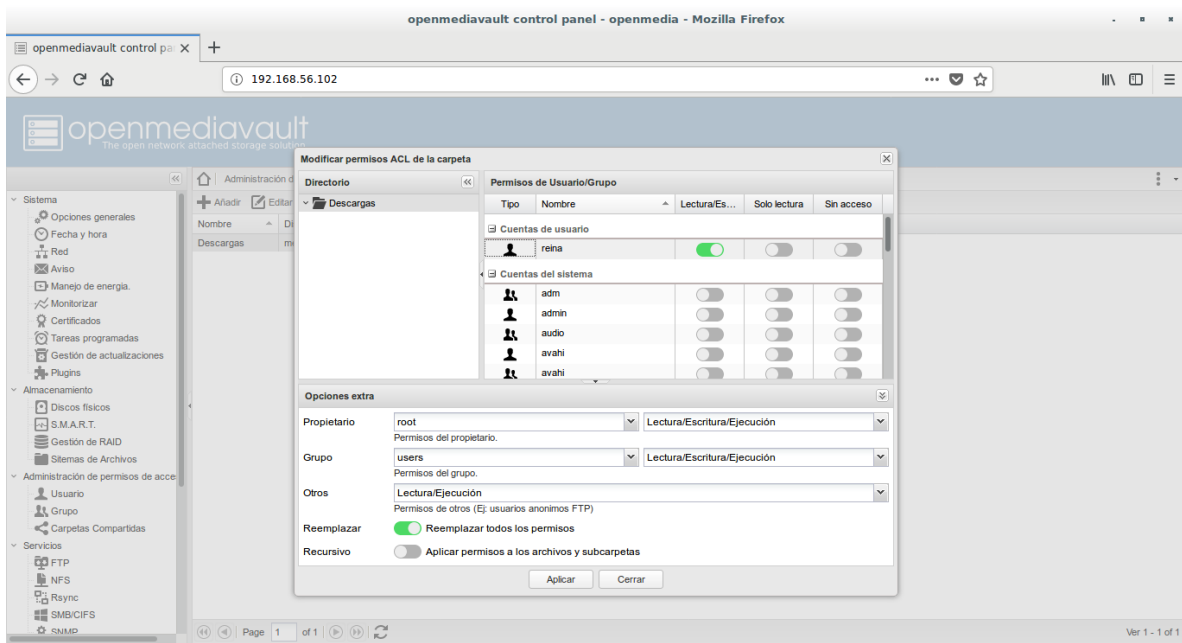 openmediavault control panel - openmedia - Mozilla Firefox
openmediavault control pa
192.168.56.102
openmediavault
The open network attached storage solution
Administración d
Añadir Editar
Nombre Di
Descargas me
Sistema
Opciones generales
Fecha y hora
Red
Aviso
Manejo de energía.
Monitorizar
Certificados
Tareas programadas
Gestión de actualizaciones
Plugins
Almacenamiento
Discos físicos
S.M.A.R.T.
Gestión de RAID
Sitemas de Archivos
Administración de permisos de acce
Usuario
Grupo
Carpetas Compartidas
Servicios
FTP
NFS
Rsync
SMB/CIFS
SNMP
Modificar permisos ACL de la carpeta
Directorio
Descargas
Permisos de Usuario/Grupo
Tipo Nombre Lectura/Es... Solo lectura Sin acceso
Cuentas de usuario
reina
Cuentas del sistema
adm
admin
audio
avahi
avahi
Opciones extra
Propietario root Lectura/Escritura/Ejecución
Permisos del propietario.
Grupo users Lectura/Escritura/Ejecución
Permisos del grupo.
Otros Lectura/Ejecución
Permisos de otros (Ej: usuarios anonimos FTP)
Reemplazar Reemplazar todos los permisos
Recursivo Aplicar permisos a los archivos y subcarpetas
Aplicar Cerrar
Page 1 of 1
Ver 1 - 1 of 1